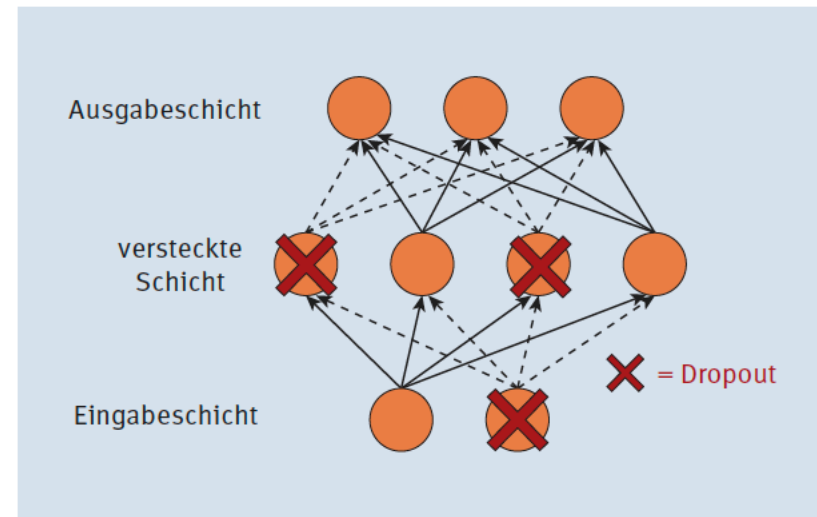 Ausgabeschicht
versteckte
Schicht
= Dropout
Eingabeschicht